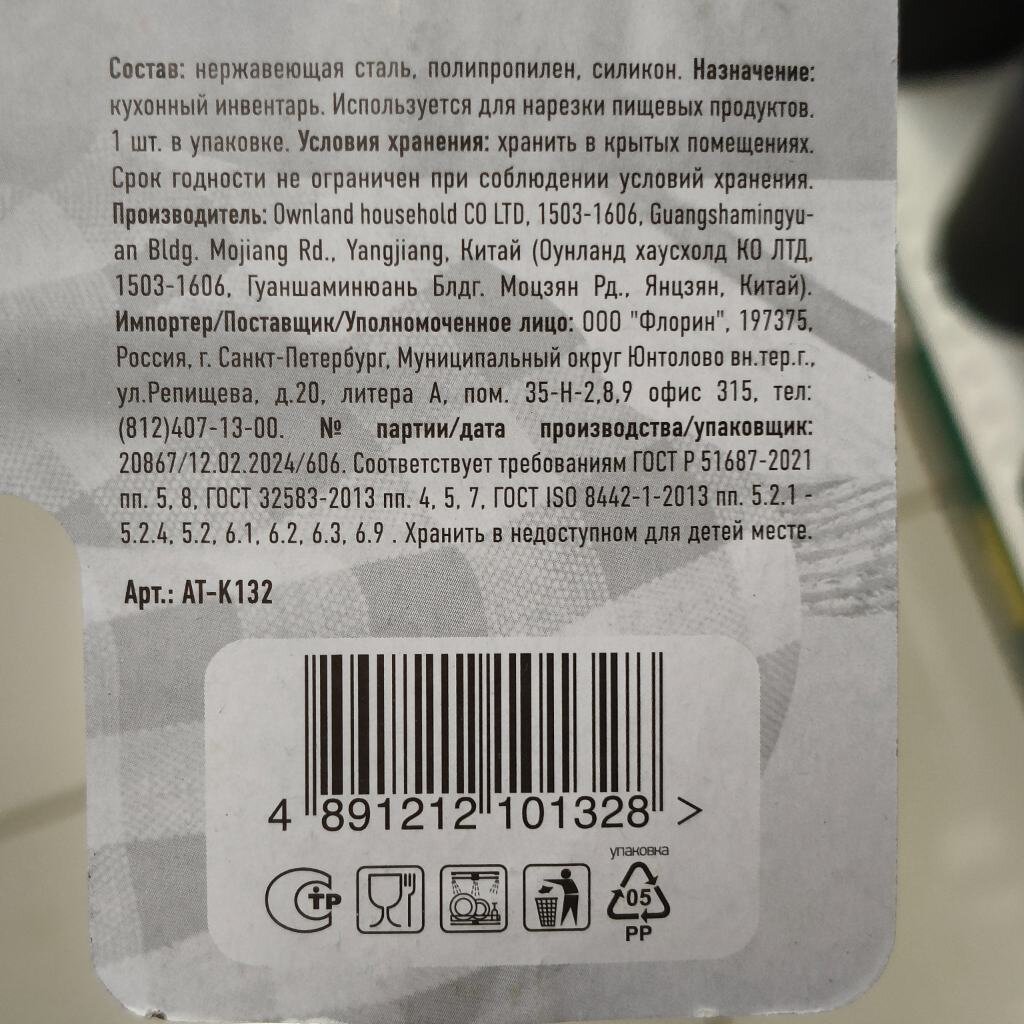 Состав: нержавеющая сталь, полипропилен, силикон. Назначение:
кухонный инвентарь. Используется для нарезки пищевых продуктов.
1 шт. в упаковке. Условия хранения: хранить в крытых помещениях.
Срок годности не ограничен при соблюдении условий хранения.
Производитель: Ownland household CO LTD, 1503-1606, Guangshamingyu-
an Bldg. Mojiang Rd., Yangjiang, Китай (Оунланд хаусхолд КО ЛТД,
1503-1606, Гуаншаминюань Блдг. Моцзян Рд., Янцзян, Китай).
Импортер/Поставщик/Уполномоченное лицо: ООО "Флорин", 197375,
Россия, г. Санкт-Петербург, Муниципальный округ Юнтолово вн.тер.г.,
ул.Репищева, д.20, литера А, пом. 35-Н-2,8,9 офис 315, тел:
(812)407-13-00. № партии/дата производства/упаковщик:
20867/12.02.2024/606. Соответствует требованиям ГОСТ Р 51687-2021
пп. 5, 8, ГОСТ 32583-2013 пп. 4, 5, 7, ГОСТ ISO 8442-1-2013 пп. 5.2.1 -
5.2.4, 5.2, 6.1, 6.2, 6.3, 6.9 . Хранить в недоступном для детей месте.
Арт.: AT-K132
4 891212 101328 >
упаковка
СТР
05
PP